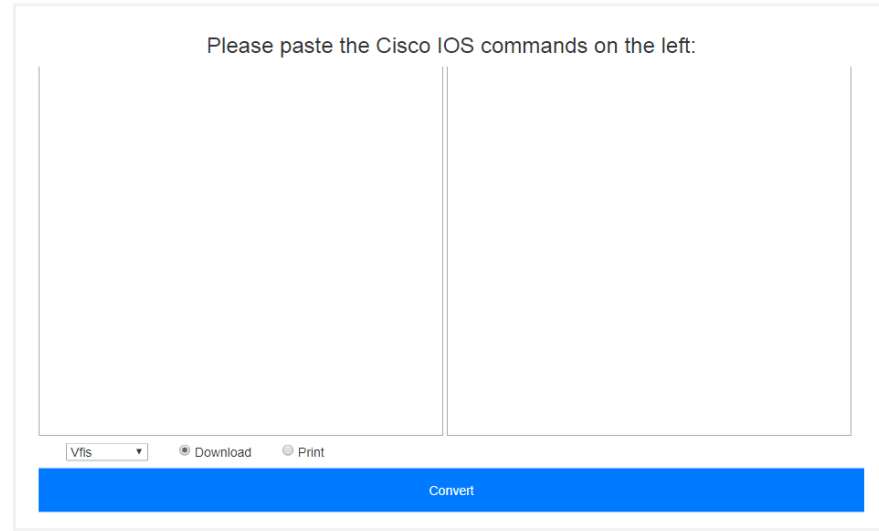 Please paste the Cisco IOS commands on the left:
Vfis Download Print
Convert